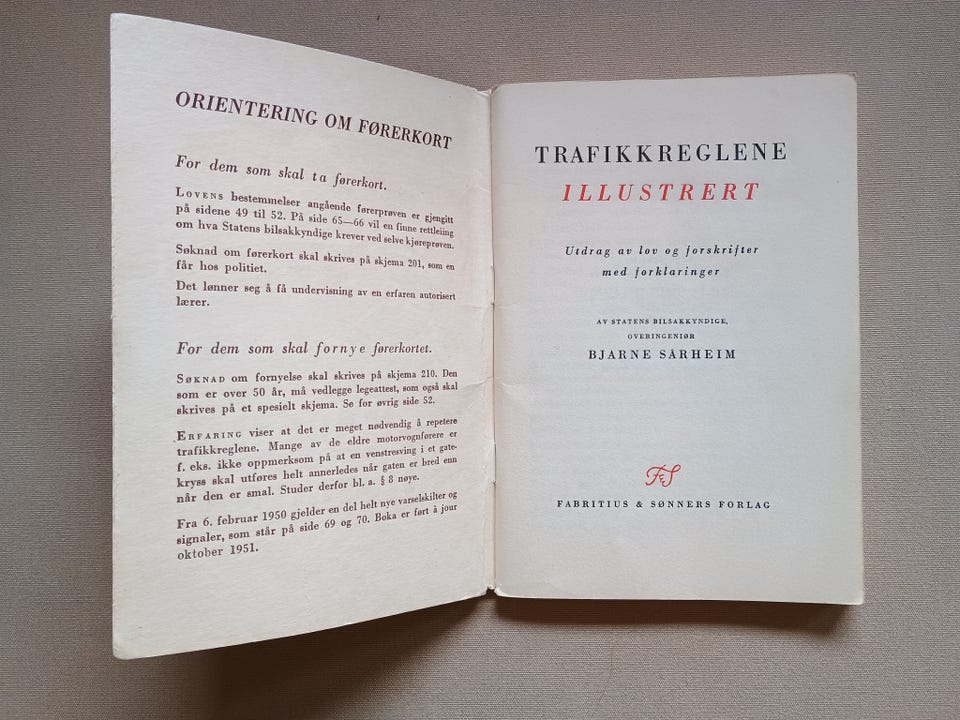 ORIENTERING OM FØRERKORT
For dem som skal ta førerkort.
LOVENS bestemmelser angående førerprøven er gjengitt
på sidene 49 til 52. På side 65—66 vil en finne rettleiing
om hva Statens bilsakkyndige krever ved selve kjøreprøven.
Søknad om førerkort skal skrives på skjema 201, som en
får hos politiet.
Det lønner seg å få undervisning av en erfaren autorisert
lærer.
For dem som skal fornye førerkortet.
SØKNAD om fornyelse skal skrives på skjema 210. Den
som er over 50 år, må vedlegge legeattest, som også skal
skrives på et spesielt skjema. Se for øvrig side 52.
ERFARING viser at det er meget nødvendig å repetere
trafikkreglene. Mange av de eldre motorvognførere er
f. eks. ikke oppmerksom på at en venstresving i et gate-
kryss skal utføres helt annerledes når gaten er bred enn
når den er smal. Studer derfor bl. a. § 8 nøye.
Fra 6. februar 1950 gjelder en del helt nye varselskilter og
signaler, som står på side 69 og 70. Boka er ført à jour
oktober 1951.
TRAFIKKREGLENE
ILLUSTRERT
Utdrag av lov og forskrifter
med forklaringer
AV STATENS BILSAKKYNDIGE,
OVERINGENIØR
BJARNE SÅRHEIM
F&S
FABRITIUS & SØNNERS FORLAG